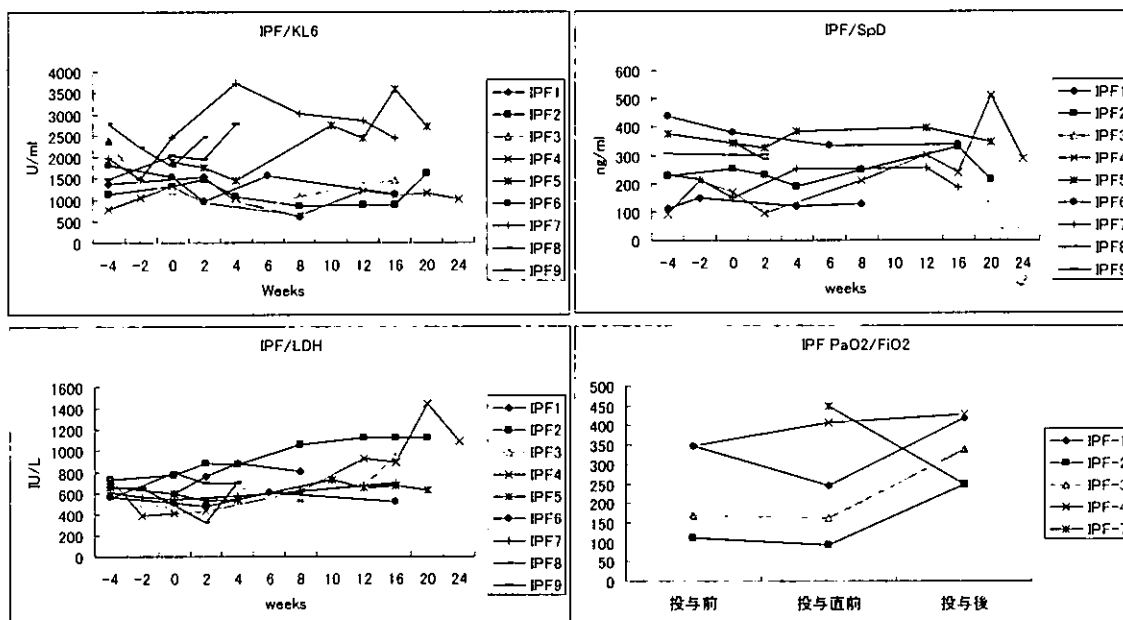 IPF/KL6
4000
3500
3000
2500
2000
1500
1000
500
0
U/ml
-4 -2 0 2 4 6 8 10 12 16 20 24
Weeks
IPF1
IPF2
IPF3
IPF4
IPF5
IPF6
IPF7
IPF8
IPF9
IPF/SpD
600
500
400
300
200
100
0
ng/ml
-4 -2 0 2 4 6 8 12 16 20 24
weeks
IPF1
IPF2
IPF3
IPF4
IPF5
IPF6
IPF7
IPF8
IPF9
IPF/LDH
1600
1400
1200
1000
800
600
400
200
0
IU/L
-4 -2 0 2 4 6 8 10 12 16 20 24
weeks
IPF1
IPF2
IPF3
IPF4
IPF5
IPF6
IPF7
IPF8
IPF9
IPF PaO2/FiO2
500
450
400
350
300
250
200
150
100
50
0
投与前 投与直前 投与後
IPF-1
IPF-2
IPF-3
IPF-4
IPF-7